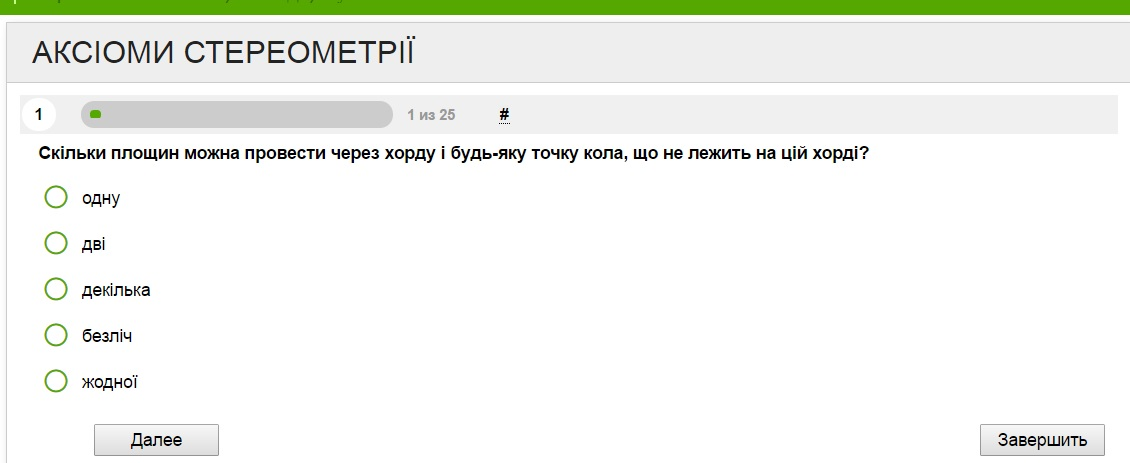 АКСІОМИ СТЕРЕОМЕТРІЇ
1
1 из 25
#
Скільки площин можна провести через хорду і будь-яку точку кола, що не лежить на цій хорді?
одну
дві
декілька
безліч
жодної
Далее
Завершить